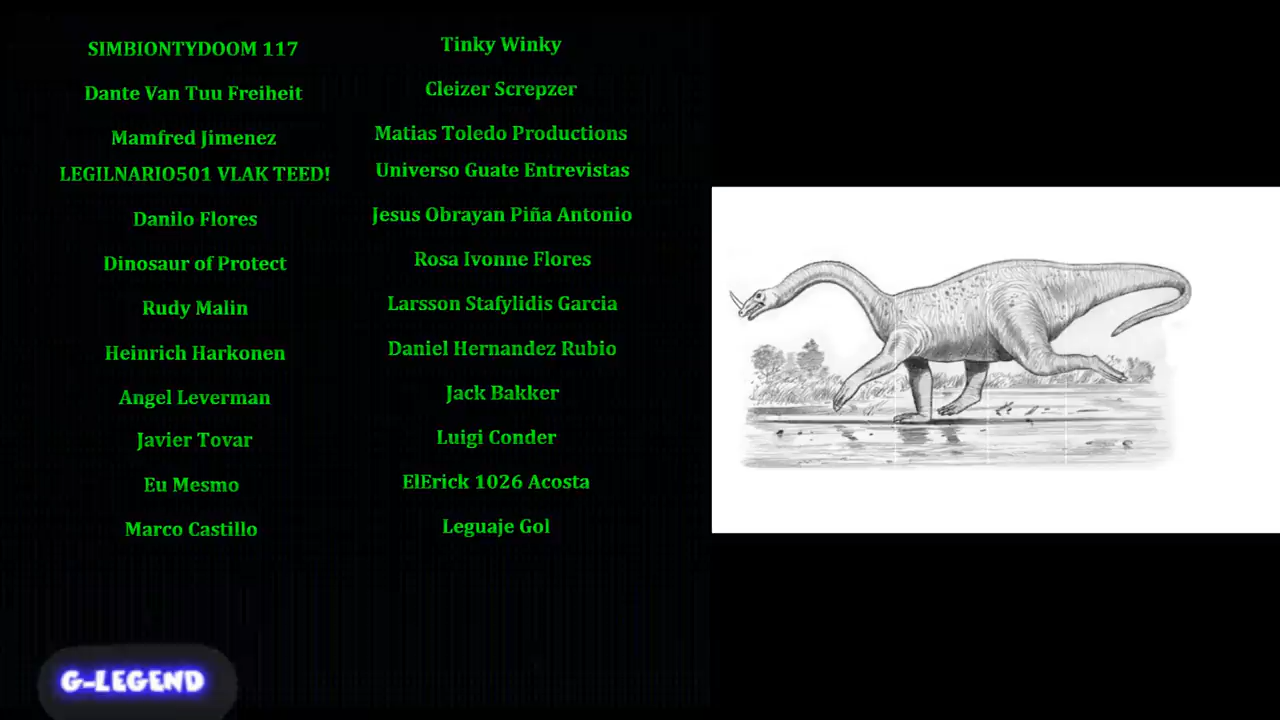 SIMBIONTYDOOM 117
Dante Van Tuu Freiheit
Mamfred Jimenez
LEGILNARIO501 VLAK TEED!
Danilo Flores
Dinosaur of Protect
Rudy Malin
Heinrich Harkonen
Angel Leverman
Javier Tovar
Eu Mesmo
Marco Castillo
Tinky Winky
Cleizer Screpzer
Matias Toledo Productions
Universo Guate Entrevistas
Jesus Obrayan Piña Antonio
Rosa Ivonne Flores
Larsson Stafylidis Garcia
Daniel Hernandez Rubio
Jack Bakker
Luigi Conder
ElErick 1026 Acosta
Leguaje Gol
G-LEGEND